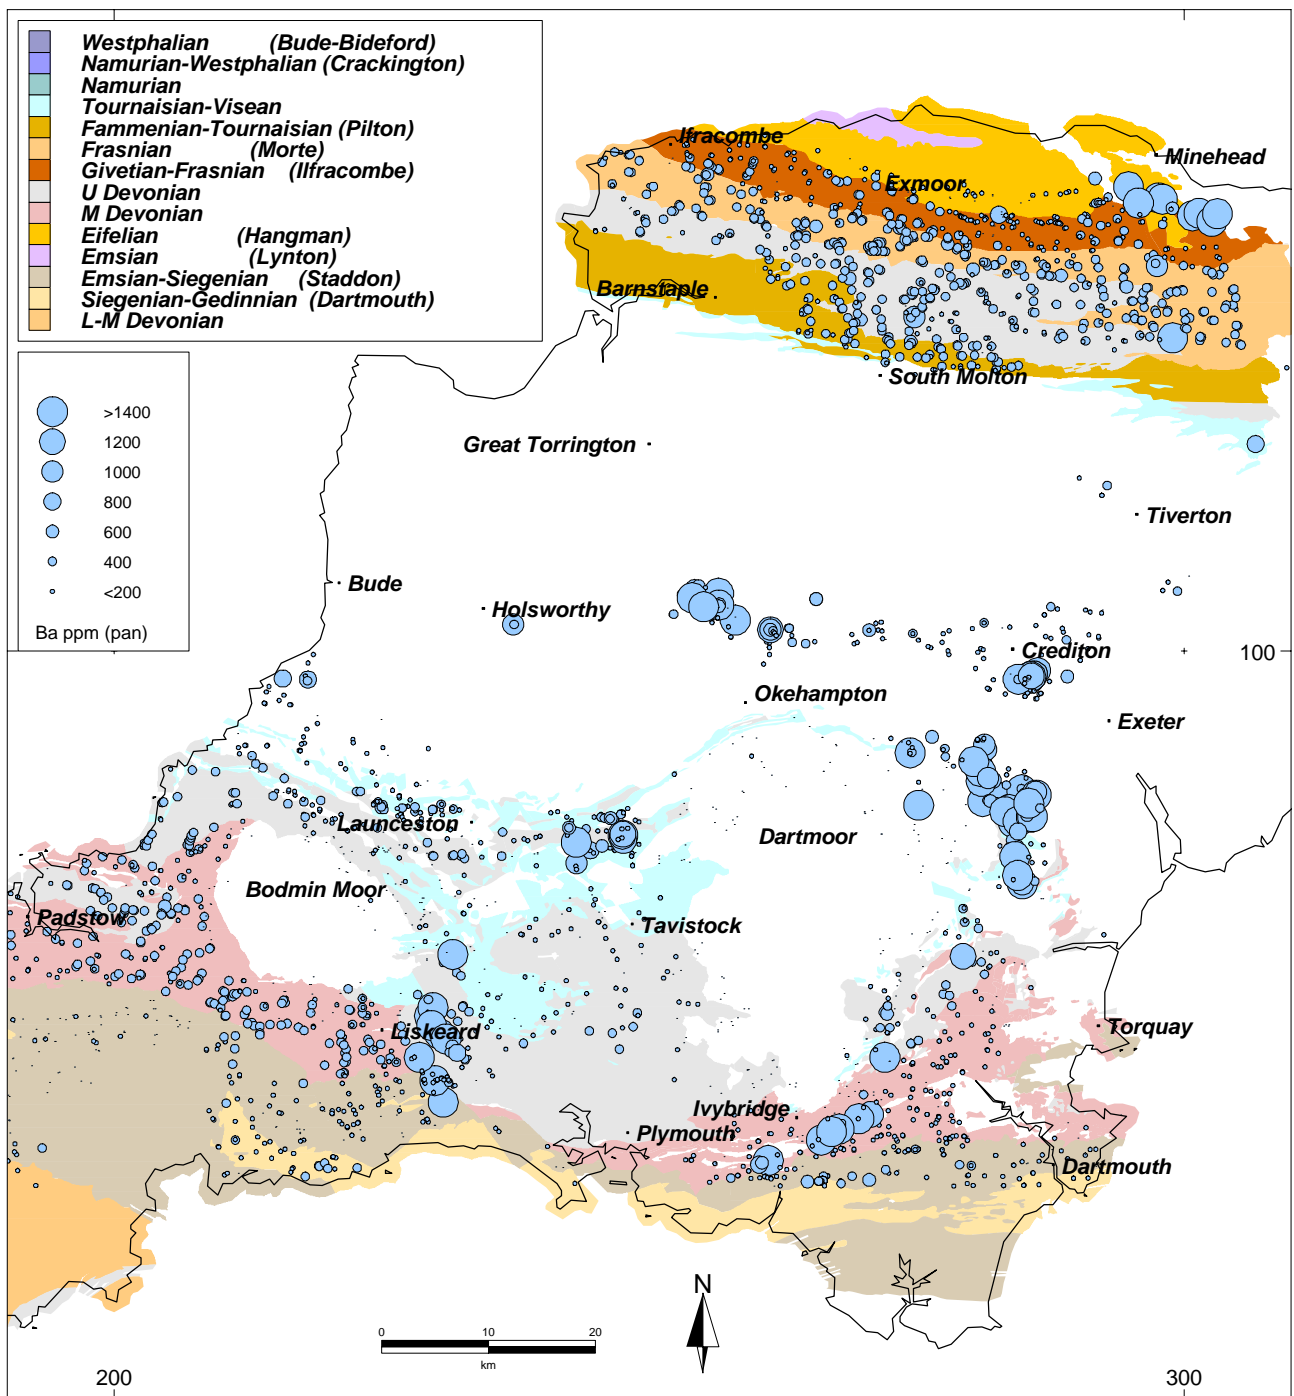 Westphalian (Bude-Bideford)
Namurian-Westphalian (Crackington)
Namurian
Tournaisian-Visean
Fammenian-Tournaisian (Pilton)
Frasnian (Morte)
Givetian-Frasnian (Ilfracombe)
U Devonian
M Devonian
Eifelian (Hangman)
Emsian (Lynton)
Emsian-Siegenian (Staddon)
Siegenian-Gedinnian (Dartmouth)
L-M Devonian
>1400
1200
1000
800
600
400
<200
Ba ppm (pan)
Ilfracombe
Minehead
Exmoor
Barnstaple
South Molton
Great Torrington
Tiverton
Bude
Holsworthy
Crediton
100
Okehampton
Exeter
Launceston
Dartmoor
Bodmin Moor
Padstow
Tavistock
Liskeard
Torquay
Ivybridge
Plymouth
Dartmouth
N
0 10 20
km
200 300